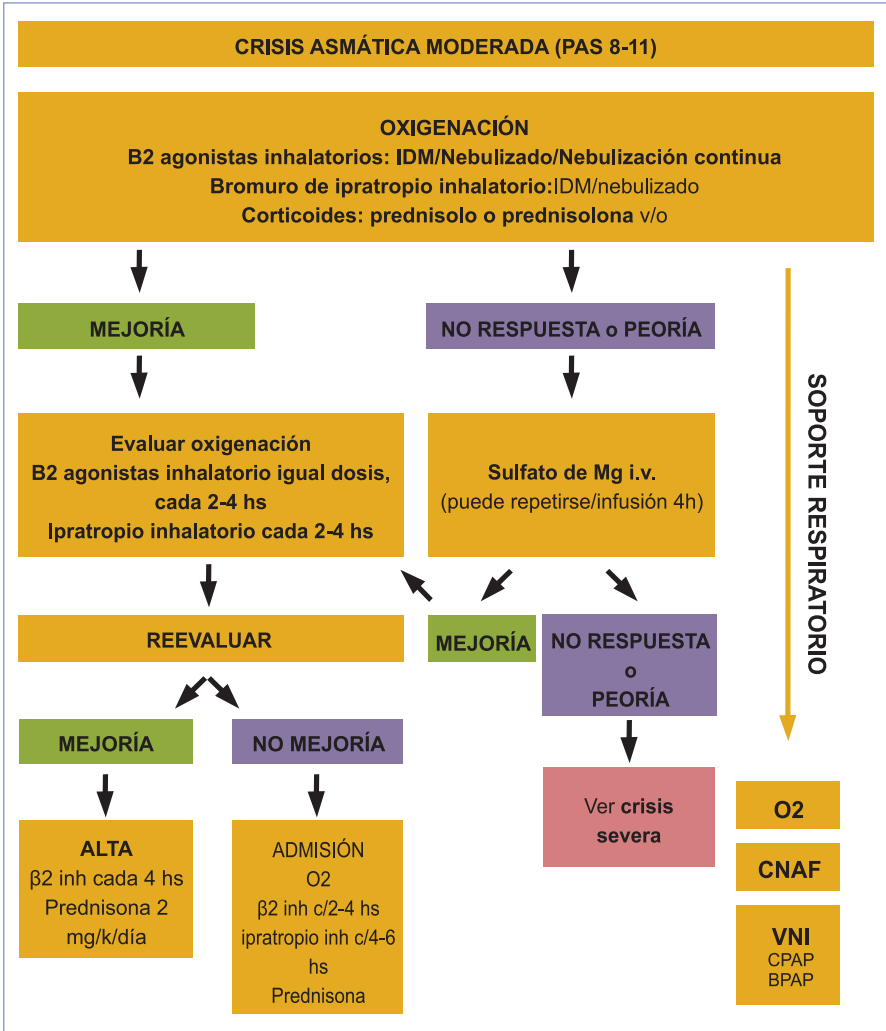 CRISIS ASMÁTICA MODERADA (PAS 8-11)
OXIGENACIÓN
B2 agonistas inhalatorios: IDM/Nebulizado/Nebulización continua
Bromuro de ipratropio inhalatorio:IDM/nebulizado
Corticoides: prednisolo o prednisolona v/o
MEJORÍA
NO RESPUESTA o PEORÍA
Evaluar oxigenación
B2 agonistas inhalatorio igual dosis,
cada 2-4 hs
Ipratropio inhalatorio cada 2-4 hs
Sulfato de Mg i.v.
(puede repetirse/infusión 4h)
REEVALUAR
MEJORÍA
NO RESPUESTA
o
PEORÍA
MEJORÍA
NO MEJORÍA
ALTA
β2 inh cada 4 hs
Prednisona 2
mg/k/día
ADMISIÓN
O2
β2 inh c/2-4 hs
ipratropio inh c/4-6
hs
Prednisona
Ver crisis
severa
SOPORTE RESPIRATORIO
O2
CNAF
VNI
CPAP
BPAP